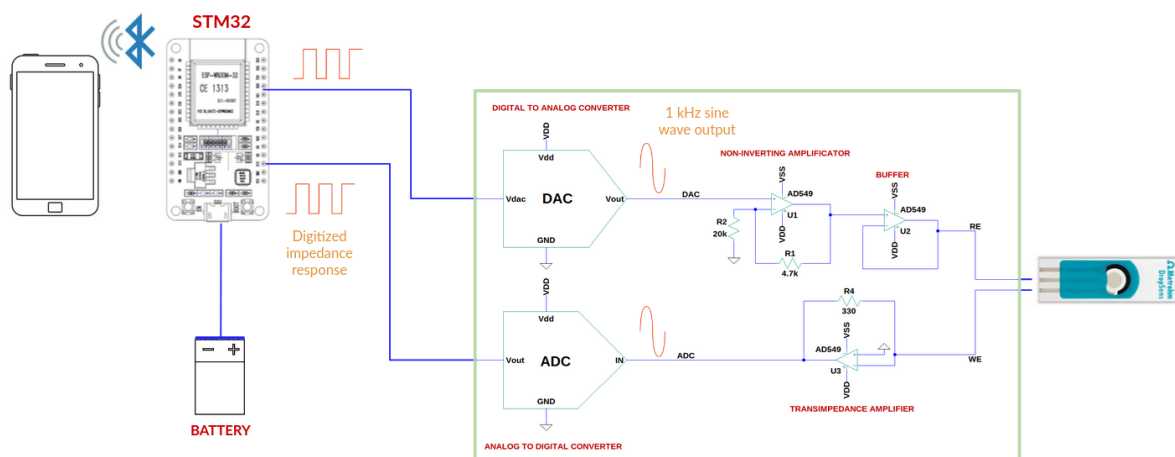 STM32
ESP-WROOM-32
CE 1313
Digitized
impedance
response
BATTERY
DIGITAL TO ANALOG CONVERTER
VDD
Vdd
Vdac
DAC
Vout
GND
1 kHz sine
wave output
DAC
NON-INVERTING AMPLIFICATOR
VSS
AD549
U1
VDD
R2
20k
R1
4.7k
BUFFER
VSS
AD549
U2
VDD
RE
VDD
Vdd
Vout
ADC
IN
GND
ANALOG TO DIGITAL CONVERTER
ADC
R4
330
VSS
AD549
U3
VDD
WE
TRANSIMPEDANCE AMPLIFIER
Metrohm
DropSens